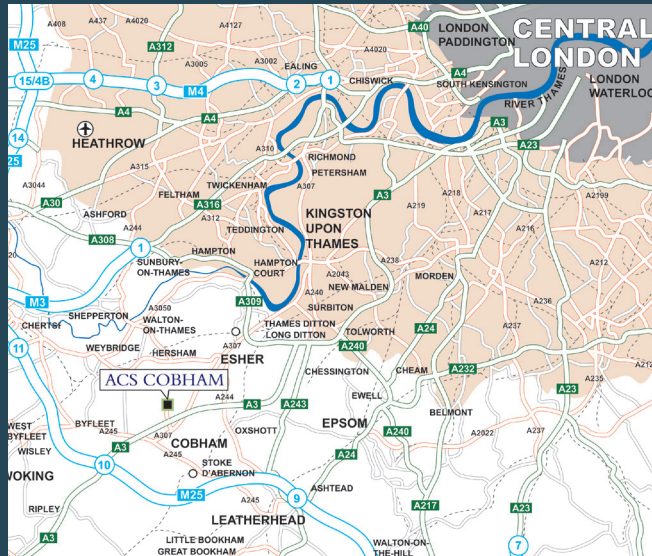 A408
A437
A4020
A4127
A40
LONDON
PADDINGTON
CENTRAL
LONDON
M25
A312
A3002
A3005
EALING
A4020
15/4B
4
3
M4
2
1
CHISWICK
A4
SOUTH KENSINGTON
RIVER THAMES
LONDON
WATERLOO
A4
A4
A3
14
HEATHROW
A23
25
A310
RICHMOND
PETERSHAM
A315
TWICKENHAM
A307
A3
A3044
FELTHAM
A219
A218
A2199
A30
A316
ASHFORD
A312
KINGSTON
UPON
THAMES
A217
A216
A308
A244
TEDDINGTON
1
HAMPTON
A238
A212
SUNBURY-
ON-THAMES
HAMPTON
COURT
A2043
MORDEN
A240
NEW MALDEN
M3
A309
SURBITON
A236
A3050
SHEPPERTON
WALTON-
ON-THAMES
THAMES DITTON
LONG DITTON
TOLWORTH
A24
A237
CHERTSEY
A307
11
WEYBRIDGE
HERSHAM
ESHER
A240
A232
A212
CHESSINGTON
CHEAM
A235
ACS COBHAM
A23
A244
A3
A243
EWELL
BELMONT
WEST
BYFLEET
BYFLEET
A245
A307
EPSOM
A240
A2022
A237
OXSHOTT
A3
COBHAM
A245
WISLEY
A24
10
STOKE
D'ABERNON
WOKING
M25
9
ASHTEAD
A217
A23
RIPLEY
A245
LEATHERHEAD
A3
LITTLE BOOKHAM
GREAT BOOKHAM
WALTON-ON-
THE-HILL
7